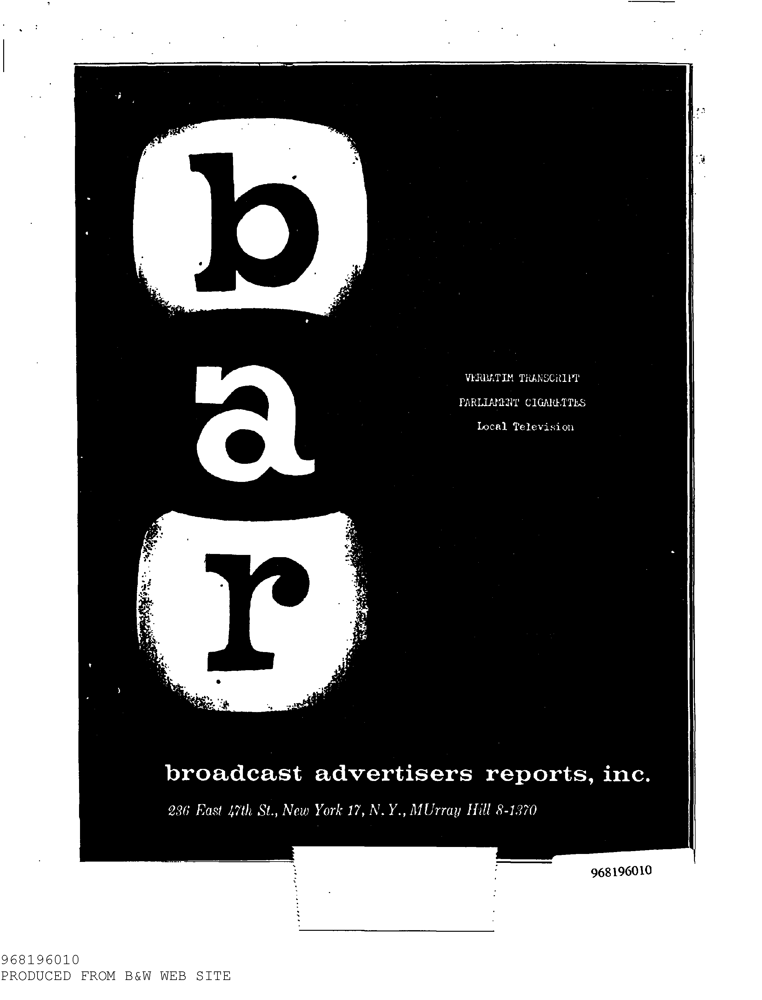 b
a
r
VERBATIM TRANSCRIPT
PARLIAMENT CIGARETTES
Local Television
broadcast advertisers reports, inc.
236 East 47th St., New York 17, N. Y., MUrray Hill 8-1370
968196010
968196010
PRODUCED FROM B&W WEB SITE